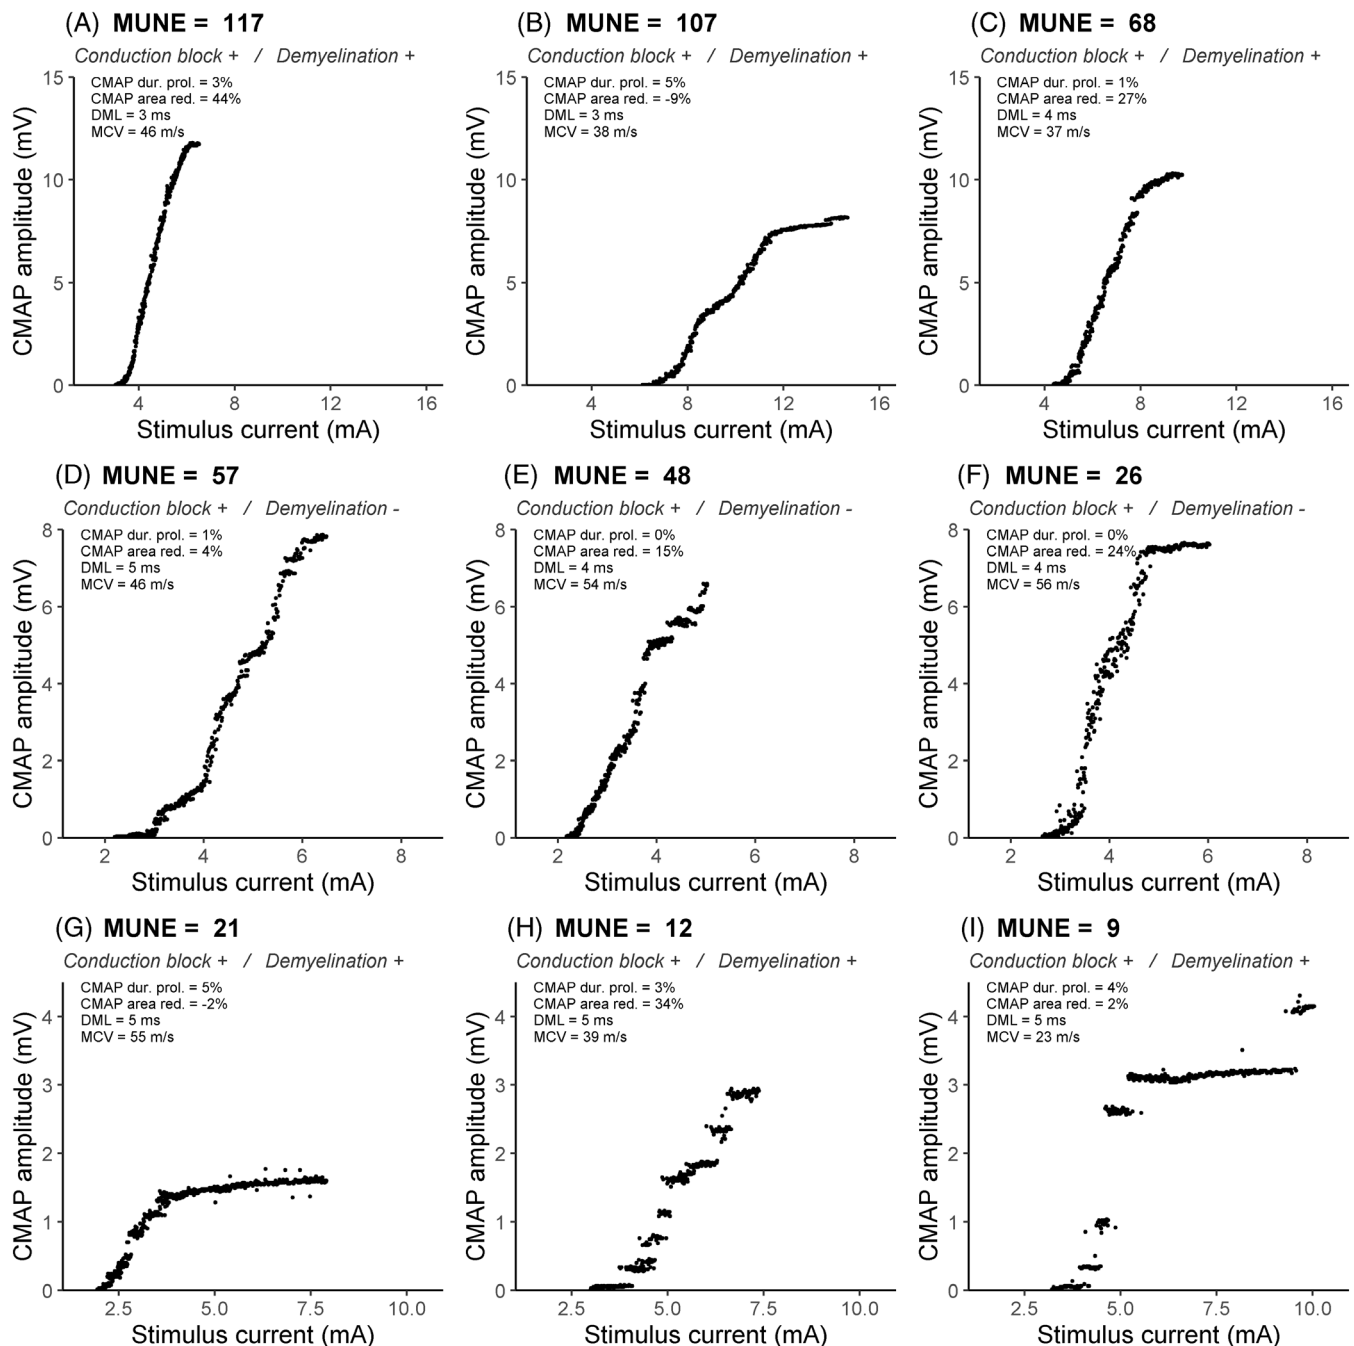 (A) MUNE = 117
Conduction block + / Demyelination +
CMAP dur. prol. = 3%
CMAP area red. = 44%
DML = 3 ms
MCV = 46 m/s
CMAP amplitude (mV)
15
10
5
0
4 8 12 16
Stimulus current (mA)
(B) MUNE = 107
Conduction block + / Demyelination +
CMAP dur. prol. = 5%
CMAP area red. = -9%
DML = 3 ms
MCV = 38 m/s
CMAP amplitude (mV)
15
10
5
0
4 8 12 16
Stimulus current (mA)
(C) MUNE = 68
Conduction block + / Demyelination +
CMAP dur. prol. = 1%
CMAP area red. = 27%
DML = 4 ms
MCV = 37 m/s
CMAP amplitude (mV)
15
10
5
0
4 8 12 16
Stimulus current (mA)
(D) MUNE = 57
Conduction block + / Demyelination -
CMAP dur. prol. = 1%
CMAP area red. = 4%
DML = 5 ms
MCV = 46 m/s
CMAP amplitude (mV)
8
6
4
2
0
2 4 6 8
Stimulus current (mA)
(E) MUNE = 48
Conduction block + / Demyelination -
CMAP dur. prol. = 0%
CMAP area red. = 15%
DML = 4 ms
MCV = 54 m/s
CMAP amplitude (mV)
8
6
4
2
0
2 4 6 8
Stimulus current (mA)
(F) MUNE = 26
Conduction block + / Demyelination -
CMAP dur. prol. = 0%
CMAP area red. = 24%
DML = 4 ms
MCV = 56 m/s
CMAP amplitude (mV)
8
6
4
2
0
2 4 6 8
Stimulus current (mA)
(G) MUNE = 21
Conduction block + / Demyelination +
CMAP dur. prol. = 5%
CMAP area red. = -2%
DML = 5 ms
MCV = 55 m/s
CMAP amplitude (mV)
4
3
2
1
0
2.5 5.0 7.5 10.0
Stimulus current (mA)
(H) MUNE = 12
Conduction block + / Demyelination +
CMAP dur. prol. = 3%
CMAP area red. = 34%
DML = 5 ms
MCV = 39 m/s
CMAP amplitude (mV)
4
3
2
1
0
2.5 5.0 7.5 10.0
Stimulus current (mA)
(I) MUNE = 9
Conduction block + / Demyelination +
CMAP dur. prol. = 4%
CMAP area red. = 2%
DML = 5 ms
MCV = 23 m/s
CMAP amplitude (mV)
4
3
2
1
0
2.5 5.0 7.5 10.0
Stimulus current (mA)